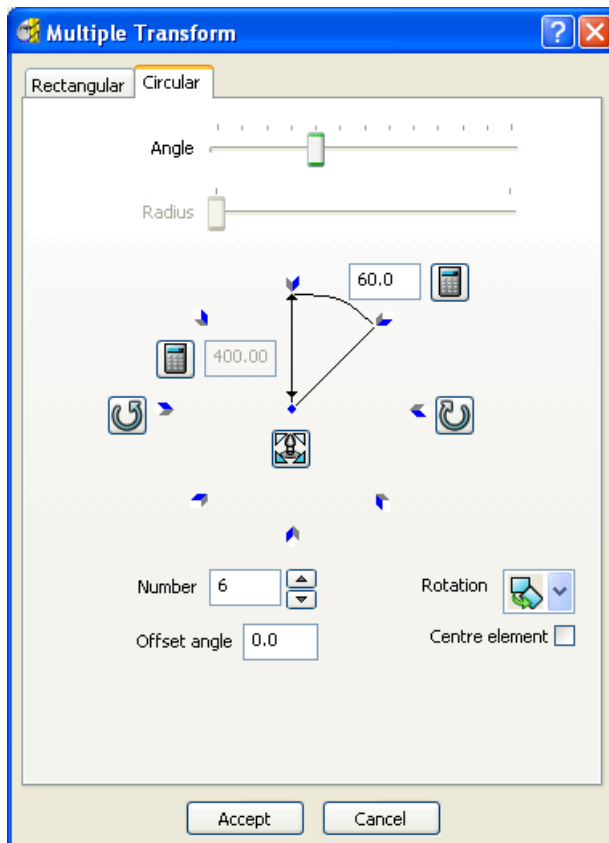 Multiple Transform
Rectangular Circular
Angle
Radius
60.0
400.00
Number 6 Rotation
Offset angle 0.0 Centre element
Accept Cancel